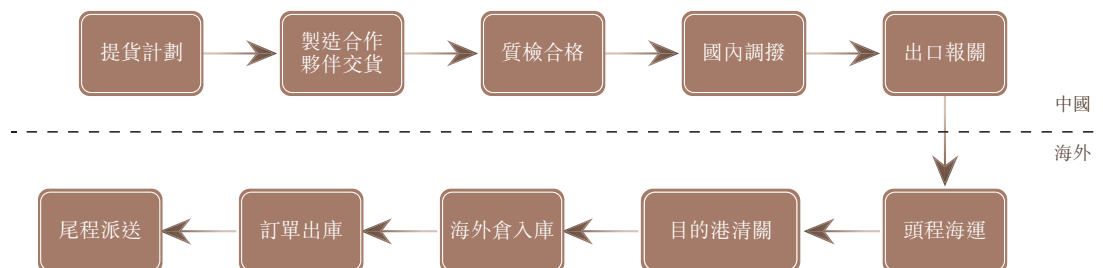 提货計劃
製造合作
夥伴交貨
质檢合格
國內調撥
出口報關
中國
海外
尾程派送
訂單出庫
海外倉入庫
目的港清關
頭程海運